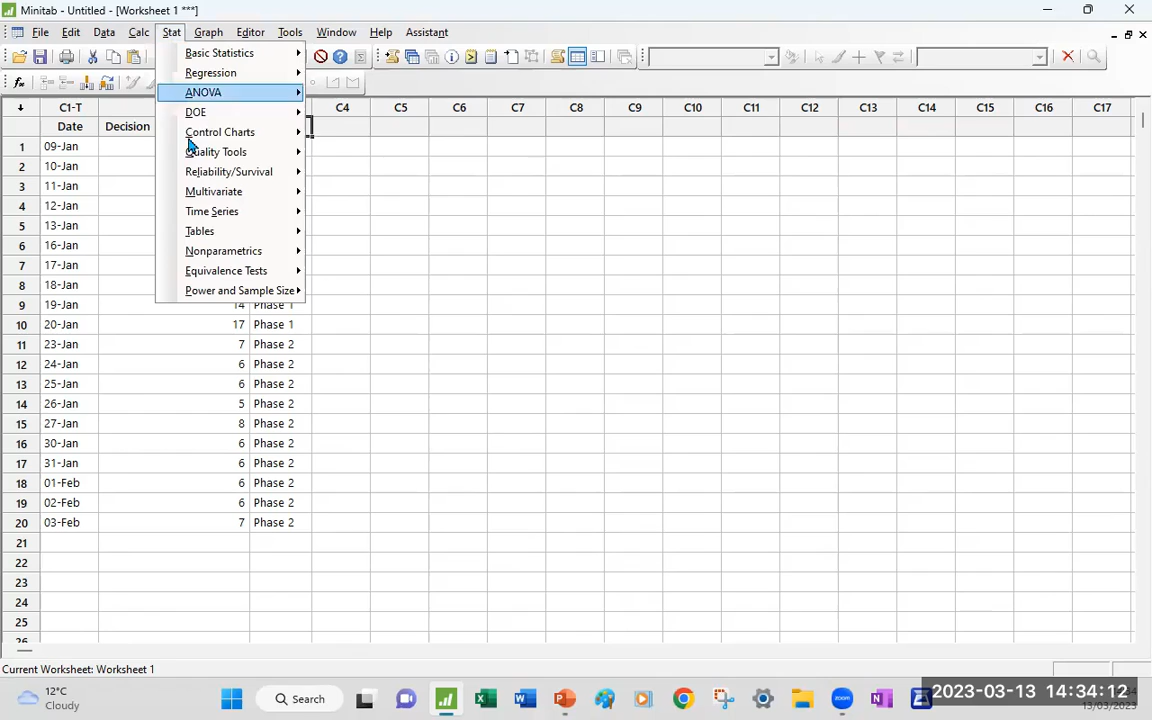 Minitab - Untitled - [Worksheet 1 ***]
File Edit Data Calc Stat Graph Editor Tools Window Help Assistant
Basic Statistics
Regression
ANOVA
DOE
Control Charts
Quality Tools
Reliability/Survival
Multivariate
Time Series
Tables
Nonparametrics
Equivalence Tests
Power and Sample Size
C1-T C4 C5 C6 C7 C8 C9 C10 C11 C12 C13 C14 C15 C16 C17
Date Decision
1 09-Jan
2 10-Jan
3 11-Jan
4 12-Jan
5 13-Jan
6 16-Jan
7 17-Jan
8 18-Jan
9 19-Jan 14 Phase 1
10 20-Jan 17 Phase 1
11 23-Jan 7 Phase 2
12 24-Jan 6 Phase 2
13 25-Jan 6 Phase 2
14 26-Jan 5 Phase 2
15 27-Jan 8 Phase 2
16 30-Jan 6 Phase 2
17 31-Jan 6 Phase 2
18 01-Feb 6 Phase 2
19 02-Feb 6 Phase 2
20 03-Feb 7 Phase 2
21
22
23
24
25
26
Current Worksheet: Worksheet 1
12°C
Cloudy
Search
2023-03-13 14:34:12
13/03/2023